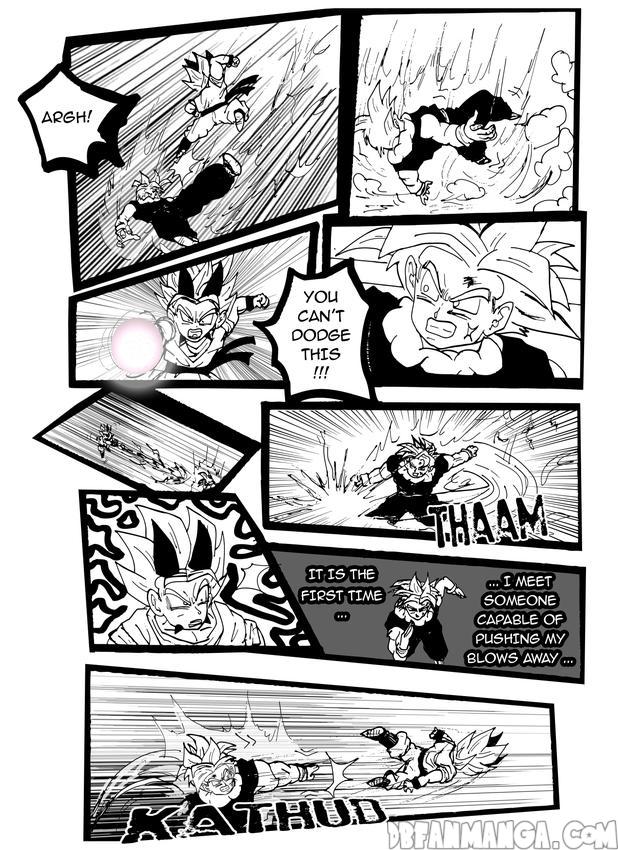 ARGH!
YOU
CAN'T
DODGE
THIS
!!!
THAAM
IT IS THE
FIRST TIME
...
... I MEET
SOMEONE
CAPABLE OF
PUSHING MY
BLOWS AWAY ...
KATHUD
DBFANMANGA.COM